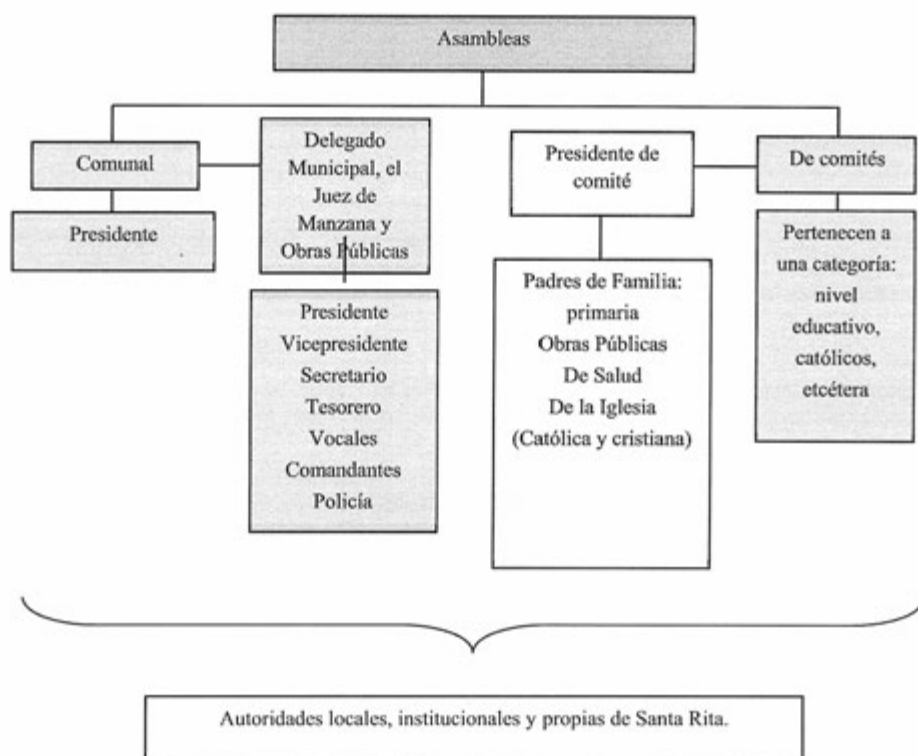 Asambleas
Comunal
Presidente
Delegado
Municipal, el
Juez de
Manzana y
Obras Públicas
Presidente
Vicepresidente
Secretario
Tesorero
Vocales
Comandantes
Policía
Presidente de
comité
Padres de Familia:
primaria
Obras Públicas
De Salud
De la Iglesia
(Católica y cristiana)
De comités
Pertenecen a
una categoría:
nivel
educativo,
católicos,
etcétera
Autoridades locales, institucionales y propias de Santa Rita.